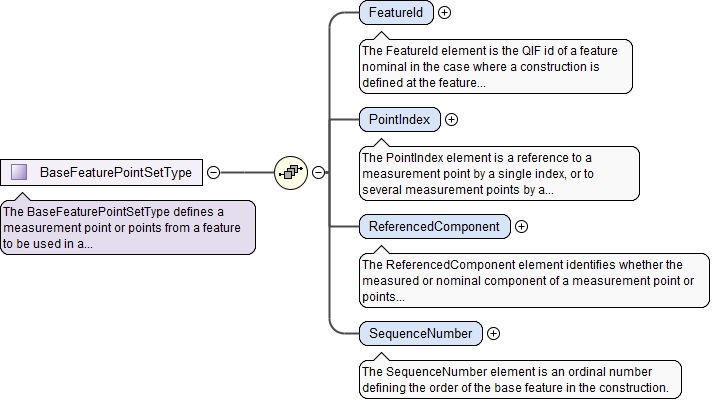 FeatureId
The FeatureId element is the QIF id of a feature
nominal in the case where a construction is
defined at the feature...
PointIndex
The PointIndex element is a reference to a
measurement point by a single index, or to
several measurement points by a...
BaseFeaturePointSetType
The BaseFeaturePointSetType defines a
measurement point or points from a feature
to be used in a...
ReferencedComponent
The ReferencedComponent element identifies whether the
measured or nominal component of a measurement point or
points...
SequenceNumber
The SequenceNumber element is an ordinal number
defining the order of the base feature in the construction.